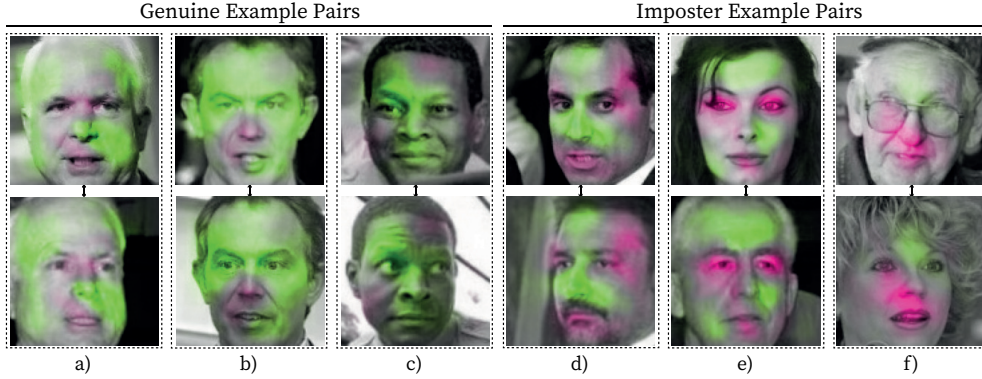 Genuine Example Pairs
Imposter Example Pairs
a)
b)
c)
d)
e)
f)